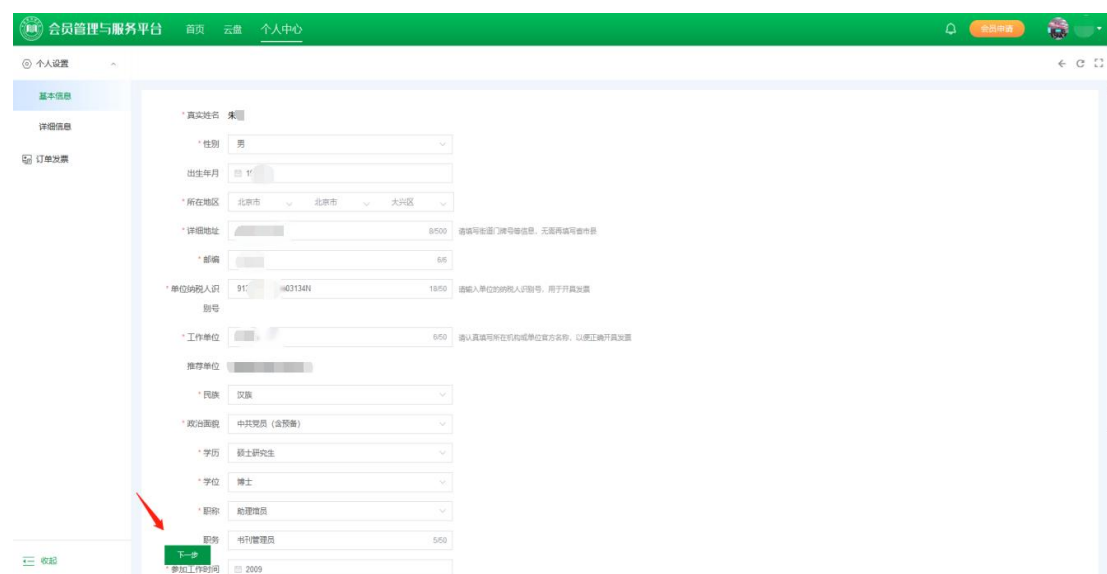 会员管理与服务平台 首页 云盘 个人中心 会员申请
个人设置
基本信息
详细信息
订单发票
* 真实姓名 朱
* 性别 男
出生年月
* 所在地区 北京市 北京市 大兴区
* 详细地址 8/500 请填写街道门牌号等信息,无需再填写省市县
* 邮编 6/6
* 单位纳税人识别号 03134N 18/50 请输入单位的纳税人识别号,用于开具发票
* 工作单位 6/50 请认真填写所在机构或单位官方名称,以便正确开具发票
推荐单位
* 民族 汉族
* 政治面貌 中共党员(含预备)
* 学历 硕士研究生
* 学位 博士
* 职称 助理馆员
职务 书刊管理员 5/50
下一步
* 参加工作时间 2009
收起